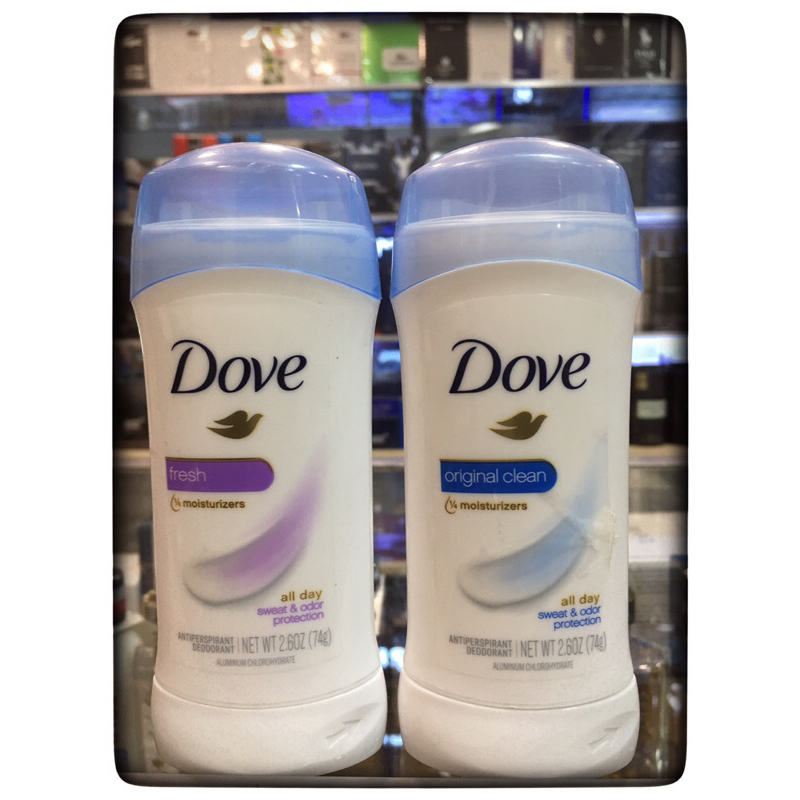 Dove
fresh
¼ moisturizers
all day
sweat & odor
protection
ANTIPERSPIRANT
DEODORANT
NET WT 2.6OZ (74g)
ALUMINUM CHLOROHYDRATE
Dove
original clean
¼ moisturizers
all day
sweat & odor
protection
ANTIPERSPIRANT
DEODORANT
NET WT 2.6OZ (74g)
ALUMINUM CHLOROHYDRATE